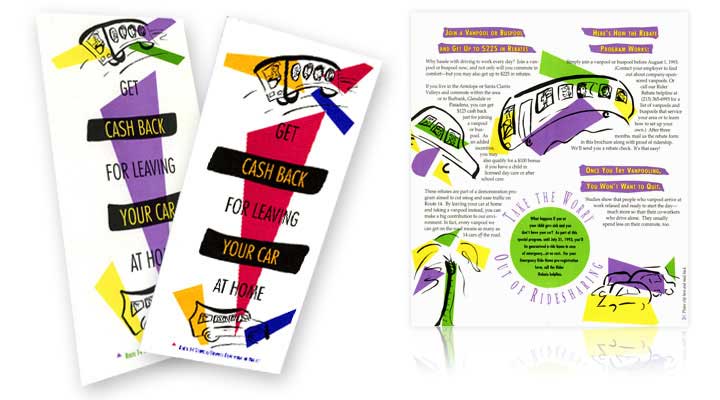 GET
CASH BACK
FOR LEAVING
YOUR CAR
AT HOME
GET
CASH BACK
FOR LEAVING
YOUR CAR
AT HOME
JOIN A VANPOOL OR BUSPOOL
AND GET UP TO $225 IN REBATES
Why hassle with driving to work every day? Join a van-
pool or buspool now, and not only will you commute in
comfort—but you may also get up to $225 in rebates.
If you live in the Antelope or Santa Clarita
Valleys and commute within the area
or to Burbank, Glendale or
Pasadena, you can get
$125 cash back
just for joining
a vanpool
or bus-
pool. As
an added
incentive,
you may
also qualify for a $100 bonus
if you have a child in
licensed day care or after
school care.
These rebates are part of a demonstration pro-
gram aimed to cut smog and ease traffic on
Route 14. By leaving your car at home
and taking a vanpool instead, you can
make a big contribution to our envi-
ronment. In fact, every vanpool we
can get on the road means as many as
14 cars off the road.
HERE'S HOW THE REBATE
PROGRAM WORKS:
Simply join a vanpool or buspool before August 1, 1993.
(Contact your employer to find
out about company spon-
sored vanpools. Or
call our Rider
Rebate helpline at
(213) 365-6993 for a
list of vanpools and
buspools that service
your area or to learn
how to set up your
own.) After three
months, mail us the rebate form
in this brochure along with proof of ridership.
We'll send you a rebate check. It's that easy!
ONCE YOU TRY VANPOOLING,
YOU WON'T WANT TO QUIT.
Studies show that people who vanpool arrive at
work relaxed and ready to start the day—
much more so than their co-workers
who drive alone. They usually
spend less on their commute, too.
TAKE THE WORRY
What happens if you or
your child gets sick and you
don't have your car? As part of this
special program, until July 31, 1993, you'll
be guaranteed a ride home in case
of emergency...at no cost. For your
Emergency Ride Home pre-registration
form, call the Rider
Rebate helpline.
OUT OF RIDESHARING